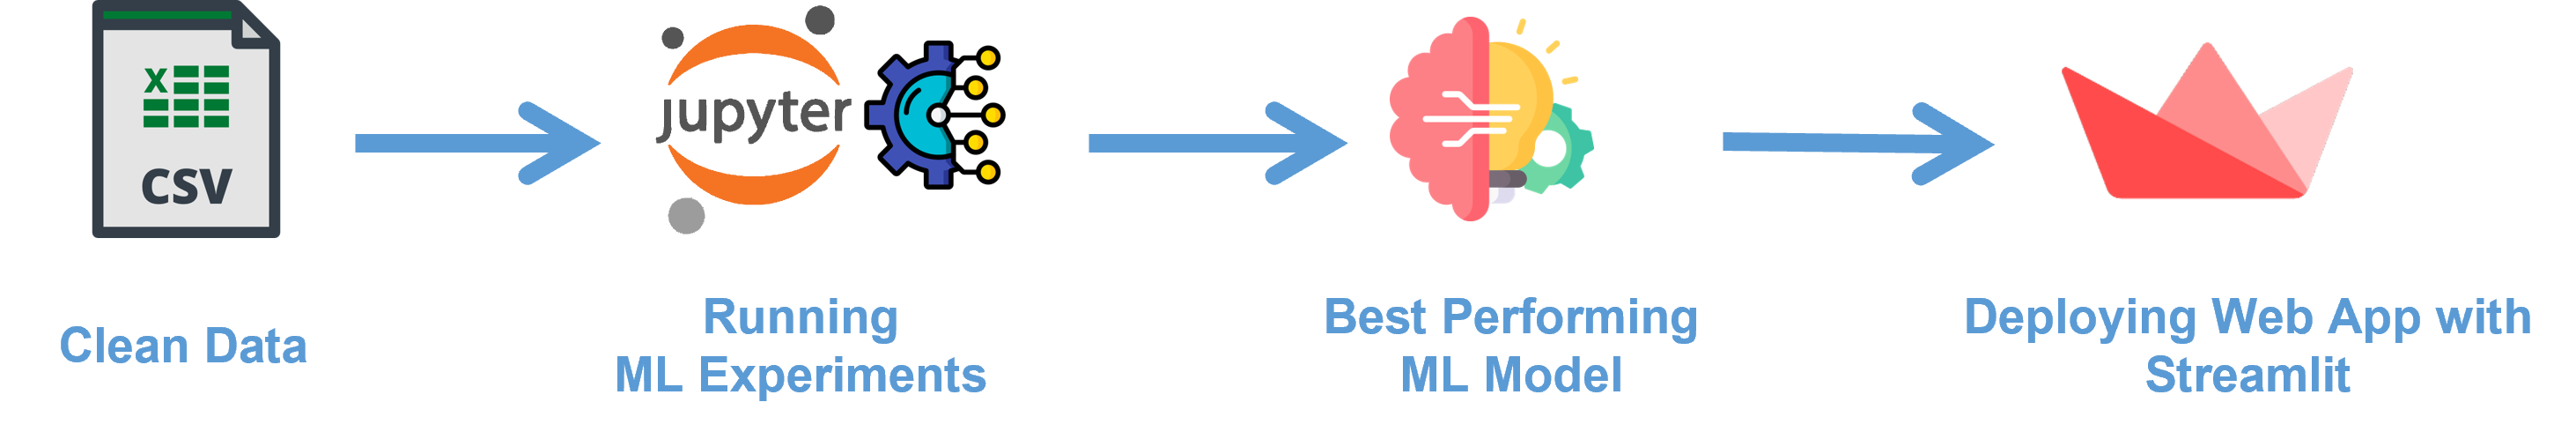 X
CSV
jupyter
Clean Data
Running
ML Experiments
Best Performing
ML Model
Deploying Web App with
Streamlit